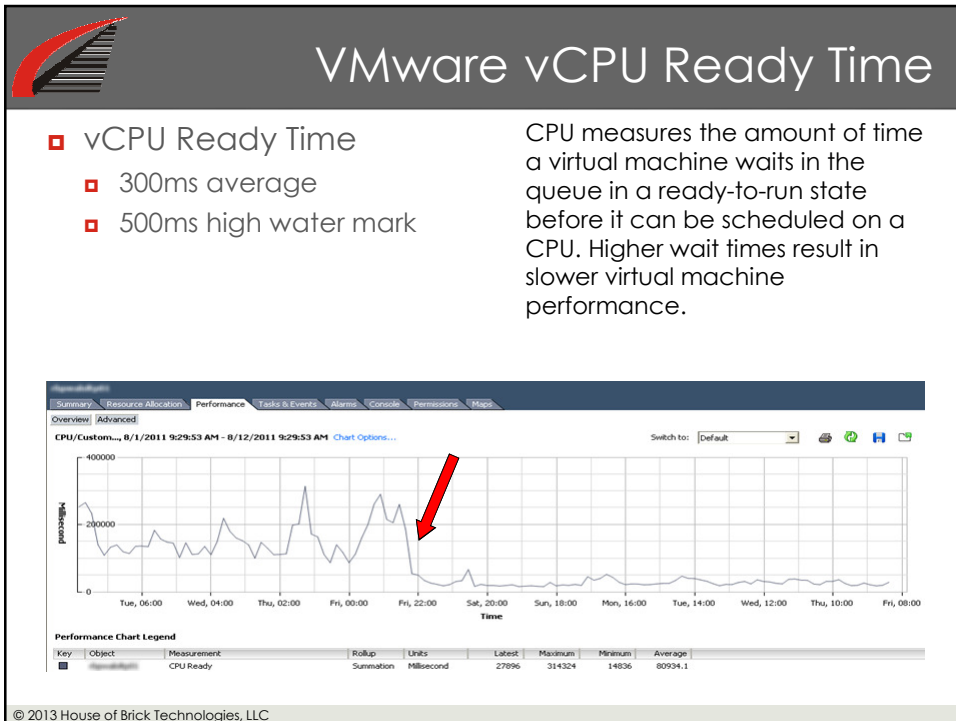 VMware vCPU Ready Time
vCPU Ready Time
300ms average
500ms high water mark
CPU measures the amount of time
a virtual machine waits in the
queue in a ready-to-run state
before it can be scheduled on a
CPU. Higher wait times result in
slower virtual machine
performance.
Summary Resource Allocation Performance Tasks & Events Alarms Console Permissions Maps
Overview Advanced
CPU/Custom..., 8/1/2011 9:29:53 AM - 8/12/2011 9:29:53 AM Chart Options... Switch to: Default
400000
200000
0
Millisecond
Tue, 06:00 Wed, 04:00 Thu, 02:00 Fri, 00:00 Fri, 22:00 Sat, 20:00 Sun, 18:00 Mon, 16:00 Tue, 14:00 Wed, 12:00 Thu, 10:00 Fri, 08:00
Time
Performance Chart Legend
Key Object Measurement Rollup Units Latest Maximum Minimum Average
CPU Ready Summation Millisecond 27896 314324 14836 80934.1
© 2013 House of Brick Technologies, LLC